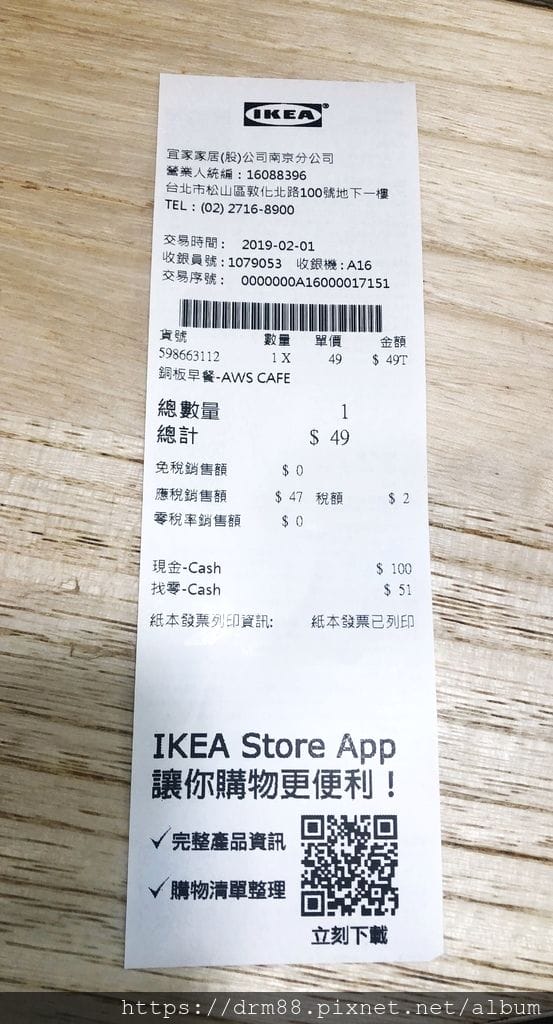 IKEA®
宜家家居(股)公司南京分公司
營業人統編：16088396
台北市松山區敦化北路100號地下一樓
TEL：(02) 2716-8900
交易時間： 2019-02-01
收銀員號：1079053 收銀機：A16
交易序號： 0000000A16000017151
貨號 數量 單價 金額
598663112 1 X 49 $ 49T
銅板早餐-AWS CAFE
總數量 1
總計 $ 49
免稅銷售額 $ 0
應稅銷售額 $ 47 稅額 $ 2
零稅率銷售額 $ 0
現金-Cash $ 100
找零-Cash $ 51
紙本發票列印資訊: 紙本發票已列印
IKEA Store App
讓你購物更便利！
✓完整產品資訊
✓購物清單整理
立刻下載
https://drm88.pixnet.net/album